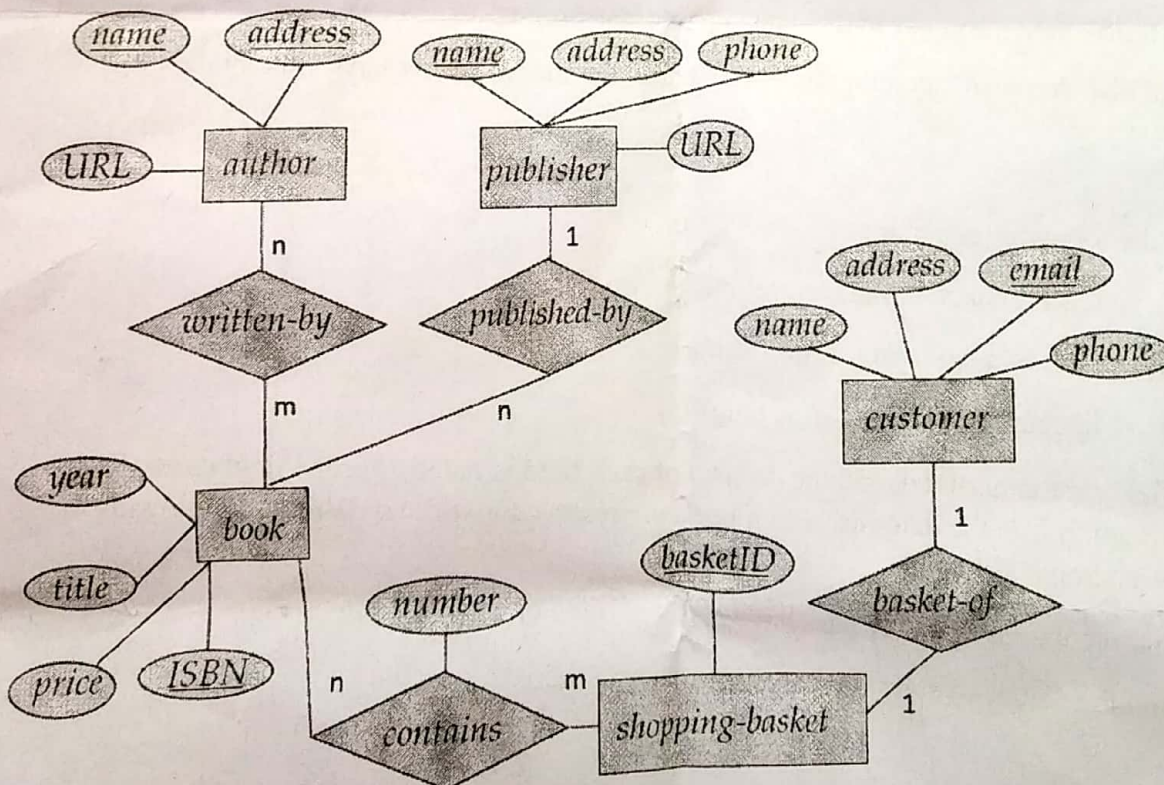 name
address
name
address
phone
URL
author
publisher
URL
n
1
written-by
published-by
address
email
name
phone
m
n
customer
year
book
1
basketID
title
number
basket-of
price
ISBN
n
m
1
contains
shopping-basket